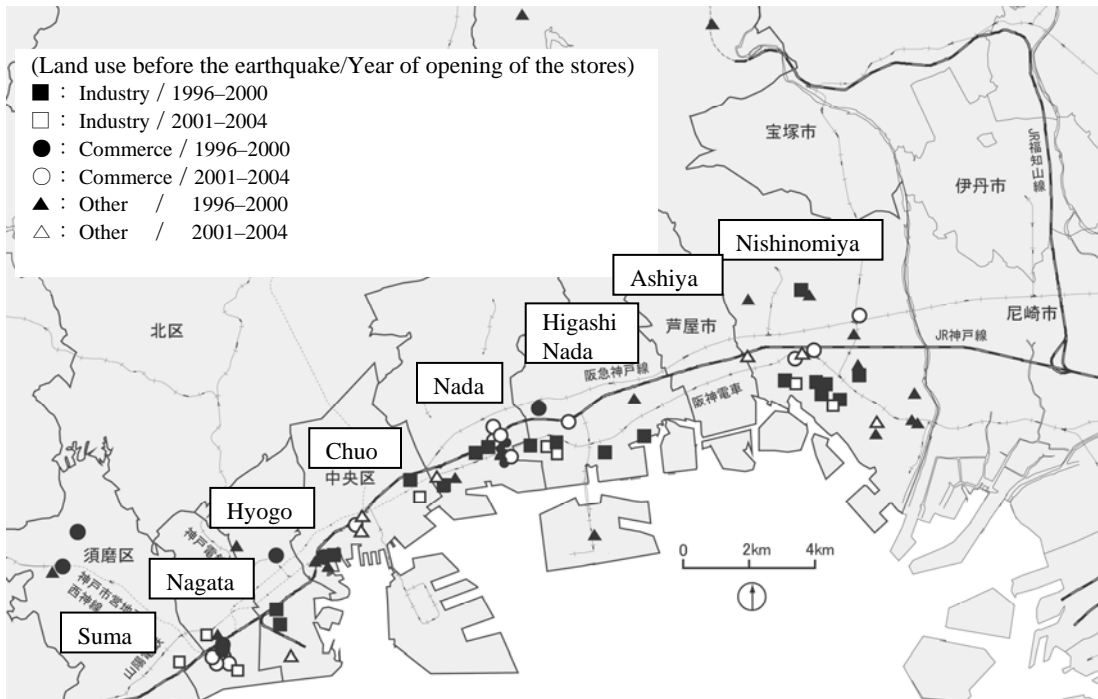 (Land use before the earthquake/Year of opening of the stores)
■ : Industry / 1996–2000
□ : Industry / 2001–2004
● : Commerce / 1996–2000
○ : Commerce / 2001–2004
▲ : Other / 1996–2000
△ : Other / 2001–2004
宝塚市
伊丹市
JR福知山線
Nishinomiya
Ashiya
尼崎市
芦屋市
JR神戸線
北区
Higashi
Nada
阪急神戸線
Nada
阪神電車
Chuo
中央区
Hyogo
神戸電
須磨区
Nagata
神戸市営地
西神線
0 2km 4km
Suma
山陽電鉄